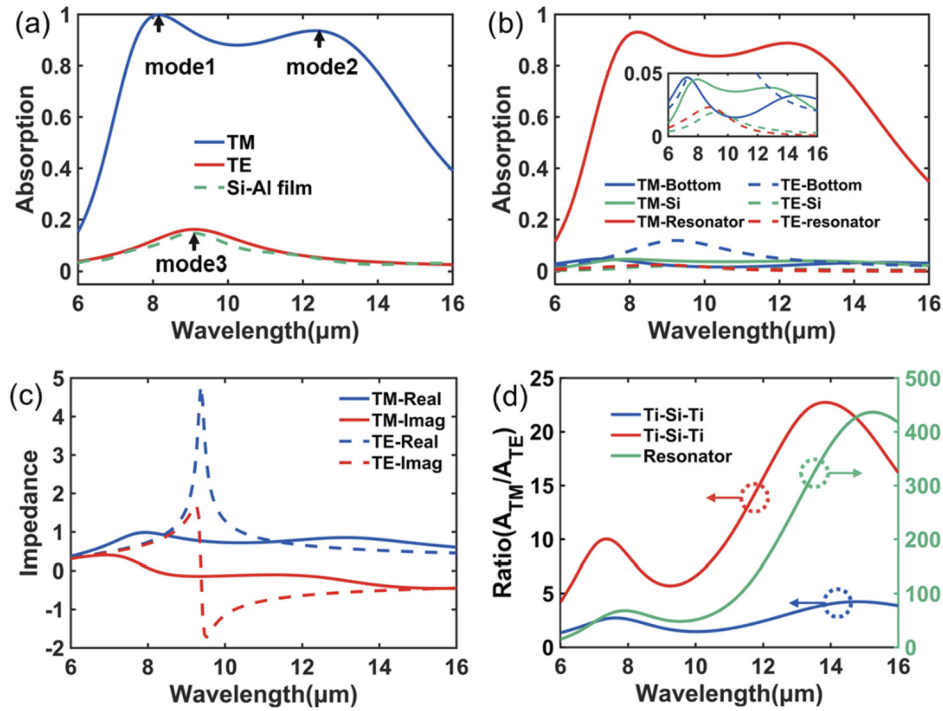 (a)
1
0.8
0.6
0.4
0.2
0
Absorption
mode1
mode2
TM
TE
Si-Al film
mode3
6 8 10 12 14 16
Wavelength(μm)
(b)
1
0.8
0.6
0.4
0.2
0
Absorption
0.05
0
6 8 10 12 14 16
TM-Bottom
TM-Si
TM-Resonator
TE-Bottom
TE-Si
TE-resonator
6 8 10 12 14 16
Wavelength(μm)
(c)
5
4
3
2
1
0
-1
-2
Impedance
TM-Real
TM-Imag
TE-Real
TE-Imag
6 8 10 12 14 16
Wavelength(μm)
(d)
25
20
15
10
5
0
Ratio(A_TM/A_TE)
Ti-Si-Ti
Ti-Si-Ti
Resonator
500
400
300
200
100
0
6 8 10 12 14 16
Wavelength(μm)